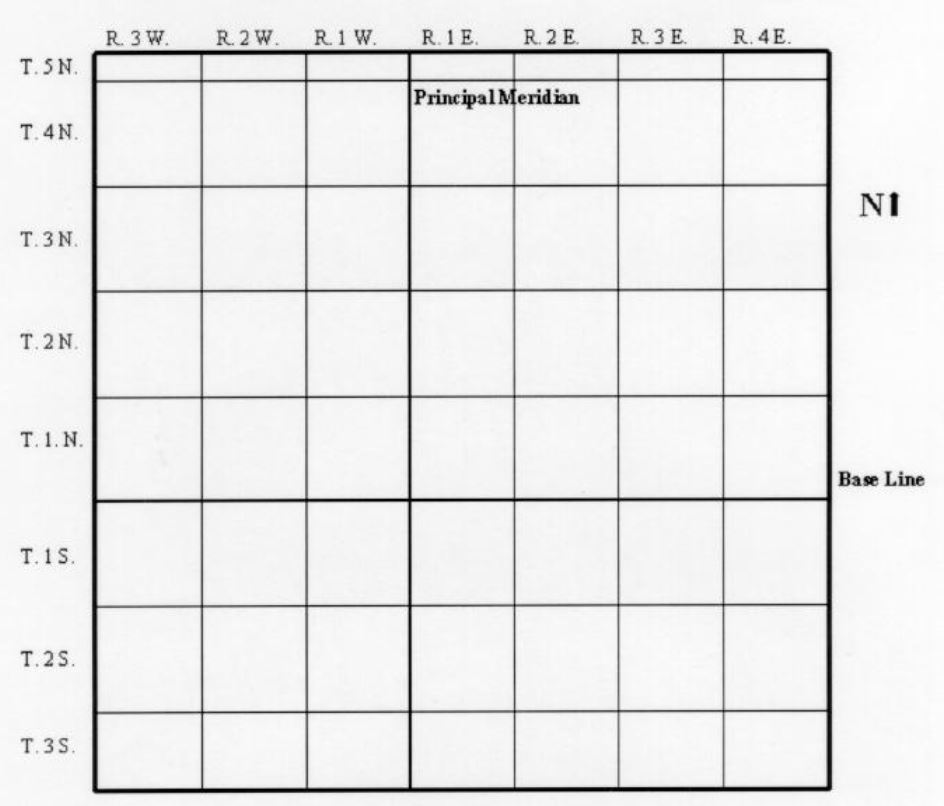 R. 3 W. R. 2 W. R. 1 W. R. 1 E. R. 2 E. R. 3 E. R. 4 E.
T. 5 N.
Principal Meridian
T. 4 N.
N
T. 3 N.
T. 2 N.
T. 1. N.
Base Line
T. 1 S.
T. 2 S.
T. 3 S.